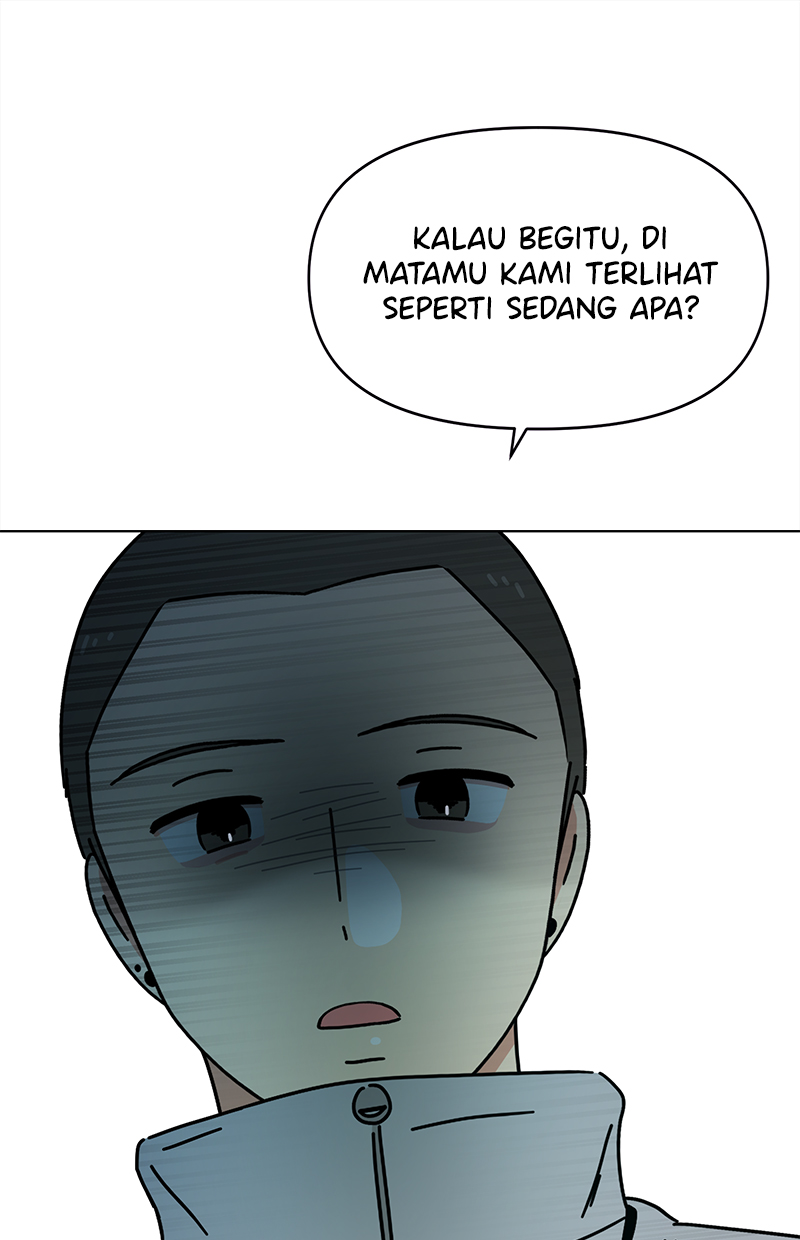 KALAU BEGITU, DI
MATAMU KAMI TERLIHAT
SEPERTI SEDANG APA?